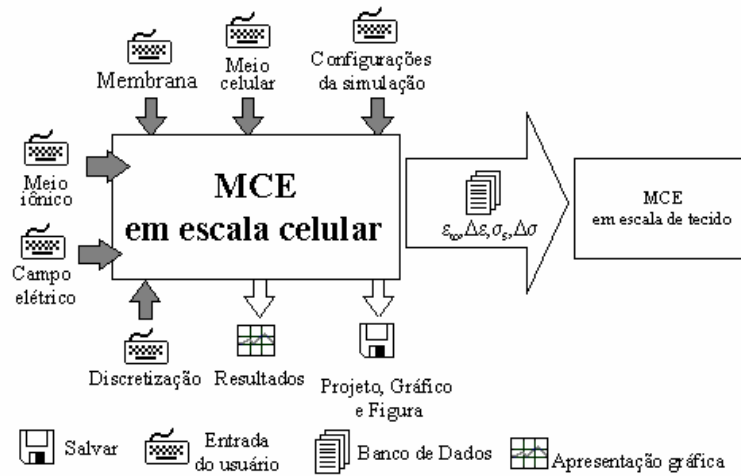 Membrana
Meio
celular
Configurações
da simulação
Meio
iônico
Campo
elétrico
MCE
em escala celular
ε∞,Δε,σs,Δσ
MCE
em escala de tecido
Discretização
Resultados
Projeto, Gráfico
e Figura
Salvar
Entrada
do usuário
Banco de Dados
Apresentação gráfica